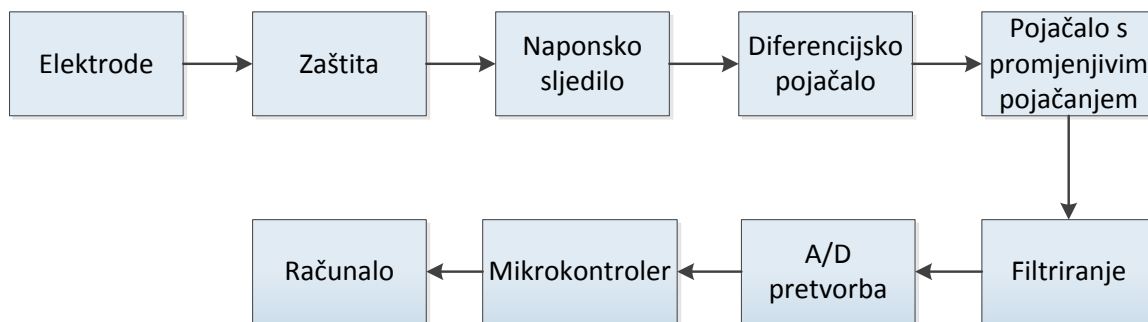 Elektrode
Zaštita
Naponsko
sljedilo
Diferencijsko
pojačalo
Pojačalo s
promjenjivim
pojačanjem
Filtriranje
A/D
pretvorba
Mikrokontroler
Računalo